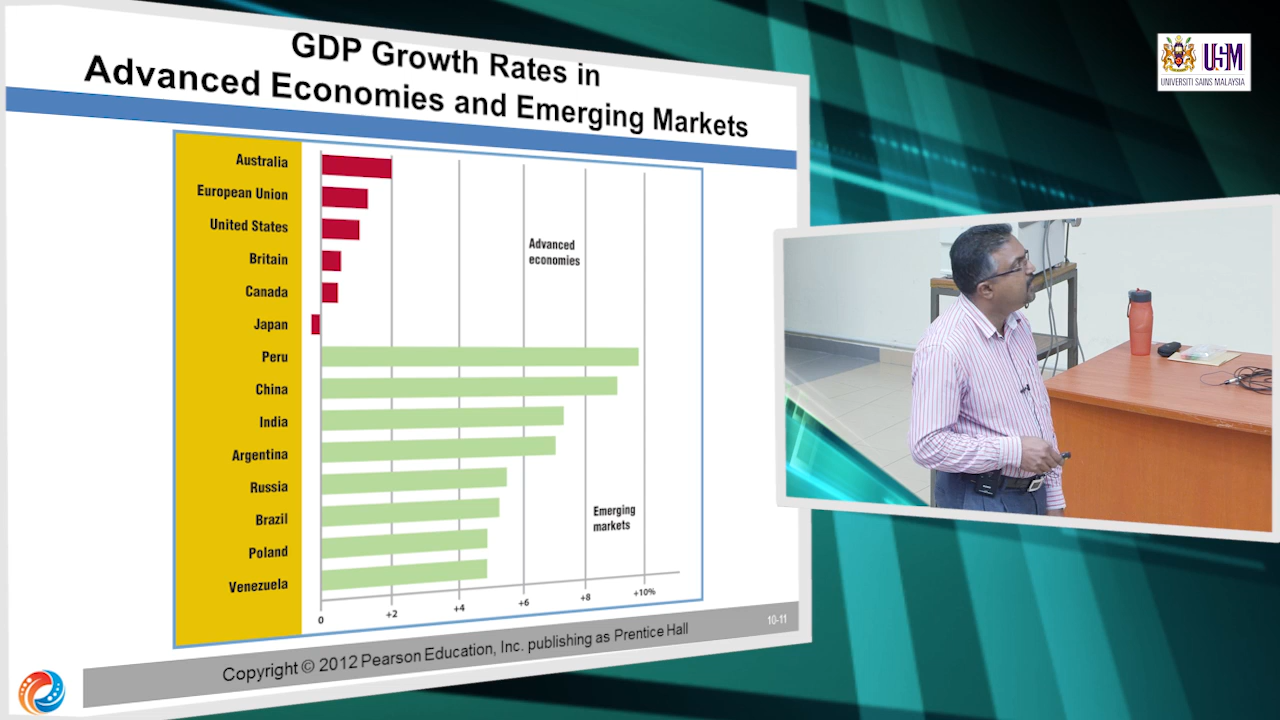 GDP Growth Rates in
Advanced Economies and Emerging Markets
Australia
European Union
United States
Britain
Canada
Japan
Peru
China
India
Argentina
Russia
Brazil
Poland
Venezuela
Advanced
economies
Emerging
markets
0
+2
+4
+6
+8
+10%
Copyright © 2012 Pearson Education, Inc. publishing as Prentice Hall
10-11
USM
UNIVERSITI SAINS MALAYSIA